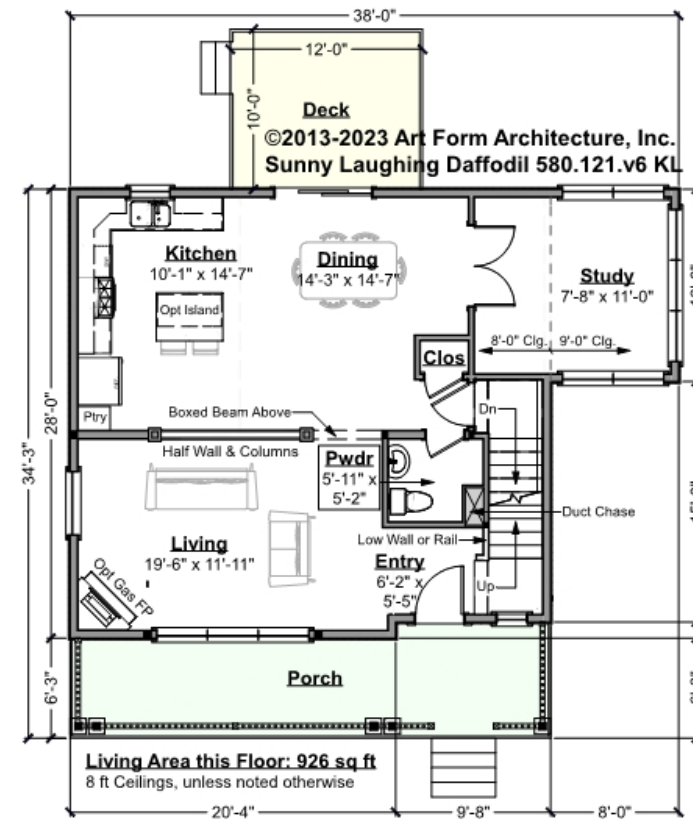 38'-0"
12'-0"
10'-0"
Deck
©2013-2023 Art Form Architecture, Inc.
Sunny Laughing Daffodil 580.121.v6 KL
Kitchen
10'-1" x 14'-7"
Dining
14'-3" x 14'-7"
Study
7'-8" x 11'-0"
Opt Island
8'-0" Clg.
9'-0" Clg.
Clos
Ptry
Boxed Beam Above
Dn
Half Wall & Columns
Pwdr
5'-11" x
5'-2"
28'-0"
34'-3"
Duct Chase
Low Wall or Rail
Living
19'-6" x 11'-11"
Entry
6'-2" x
5'-5"
Opt Gas FP
Up
6'-3"
Porch
Living Area this Floor: 926 sq ft
8 ft Ceilings, unless noted otherwise
20'-4"
9'-8"
8'-0"